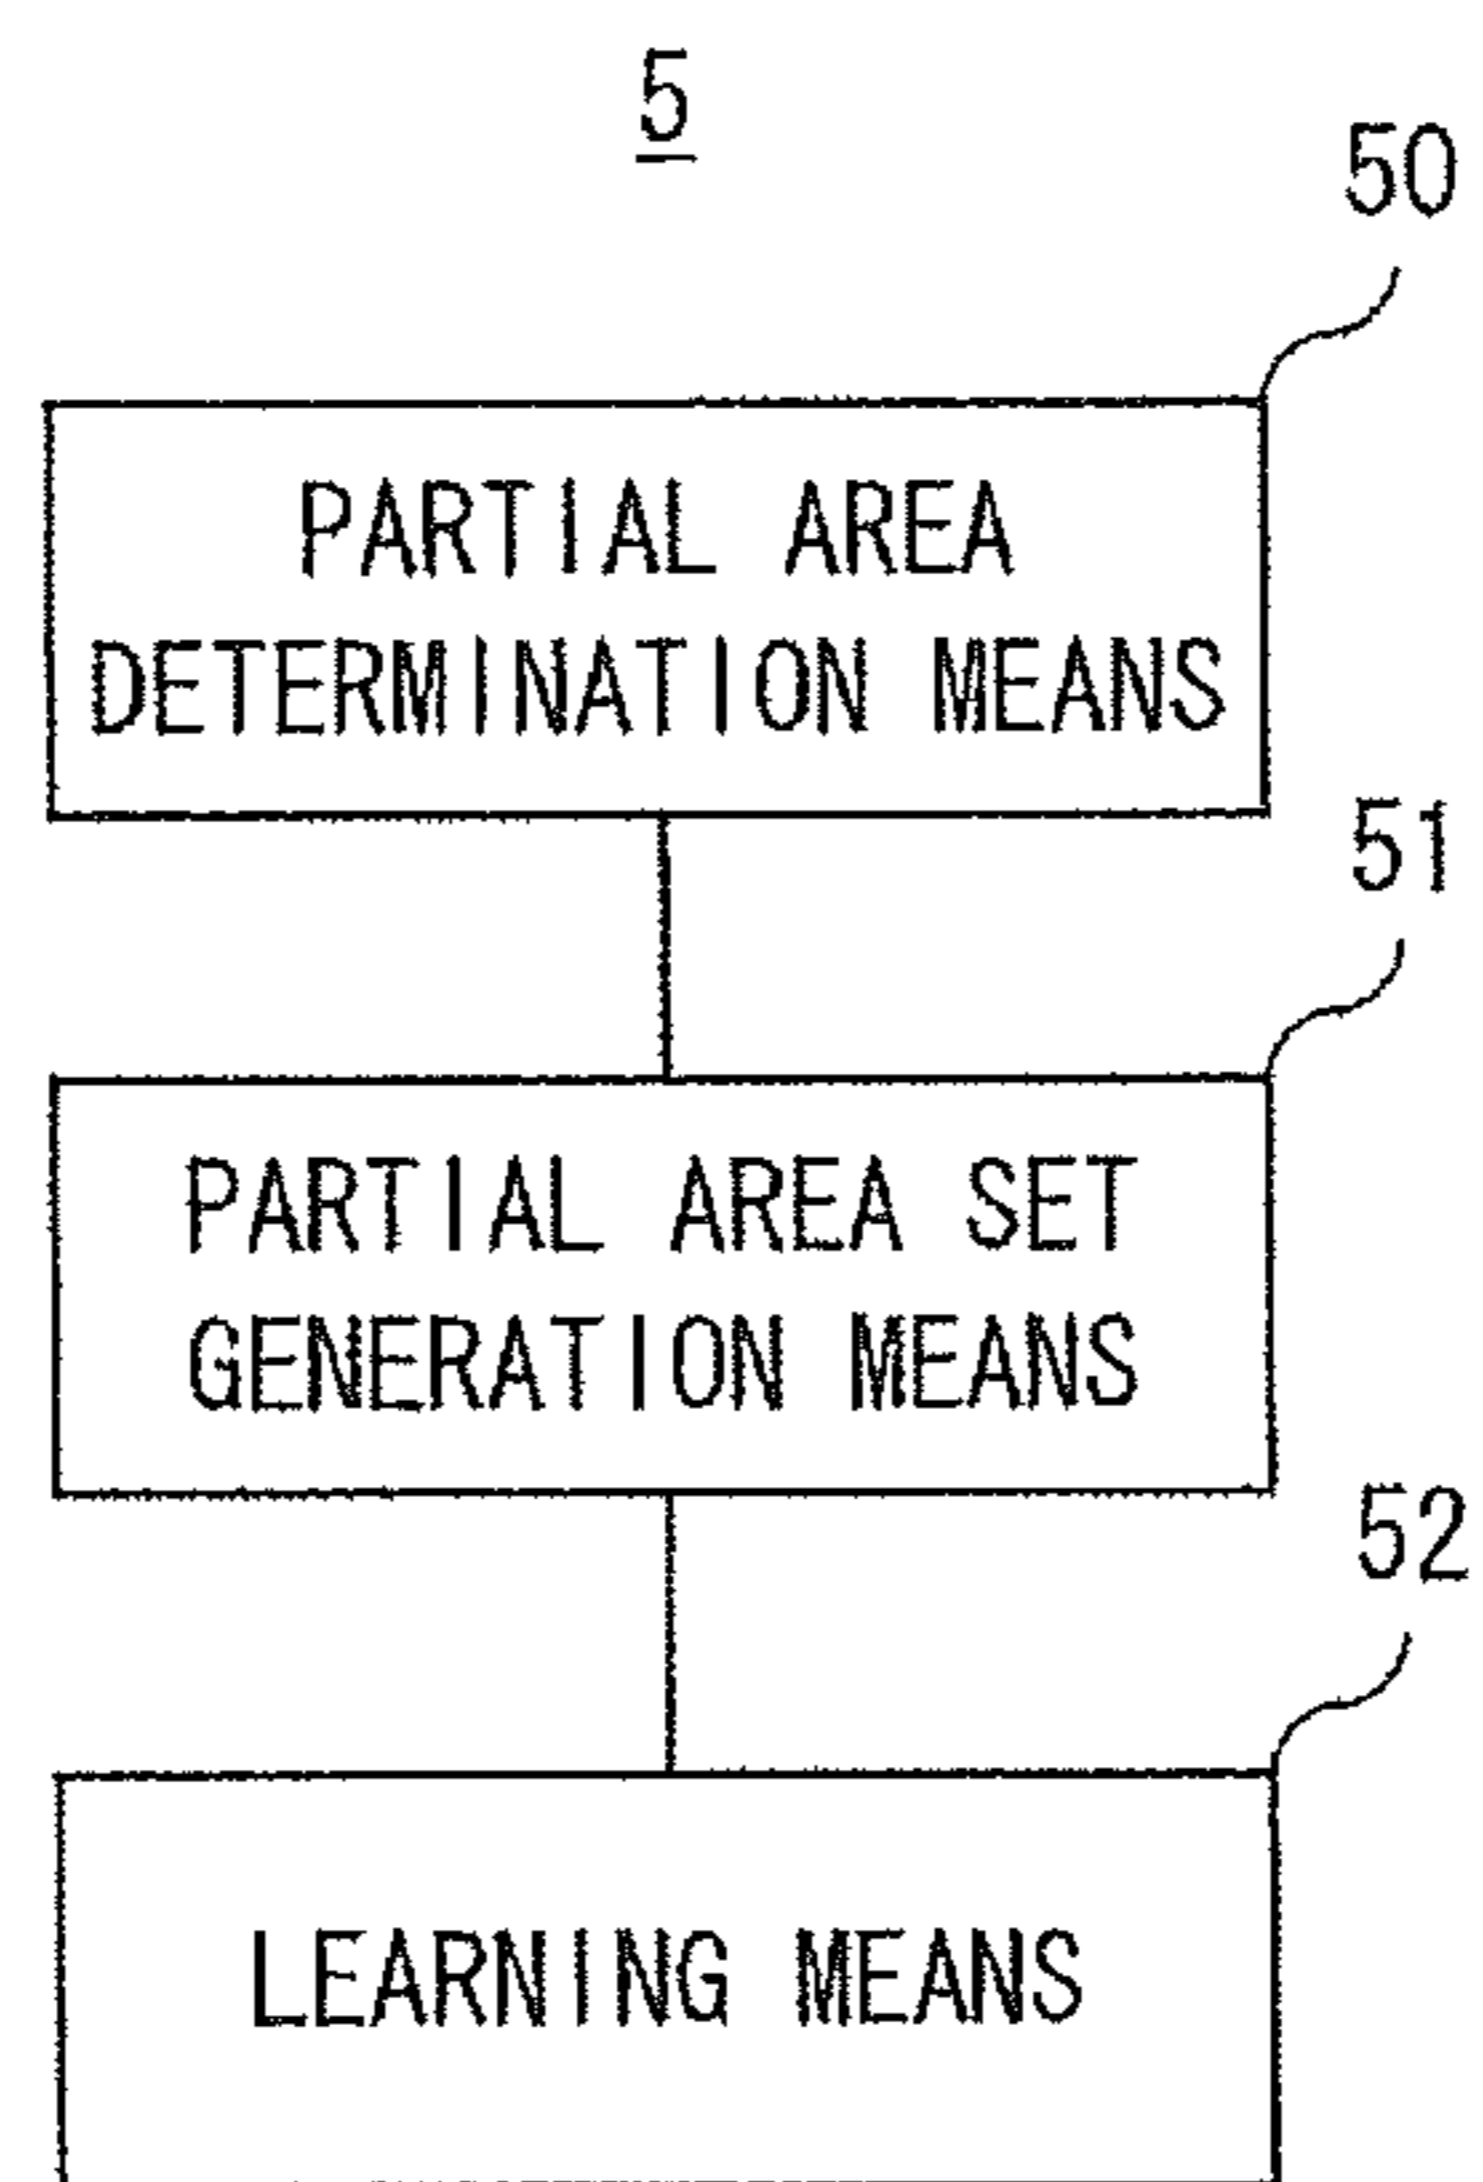 5
50
PARTIAL AREA
DETERMINATION MEANS
51
PARTIAL AREA SET
GENERATION MEANS
52
LEARNING MEANS